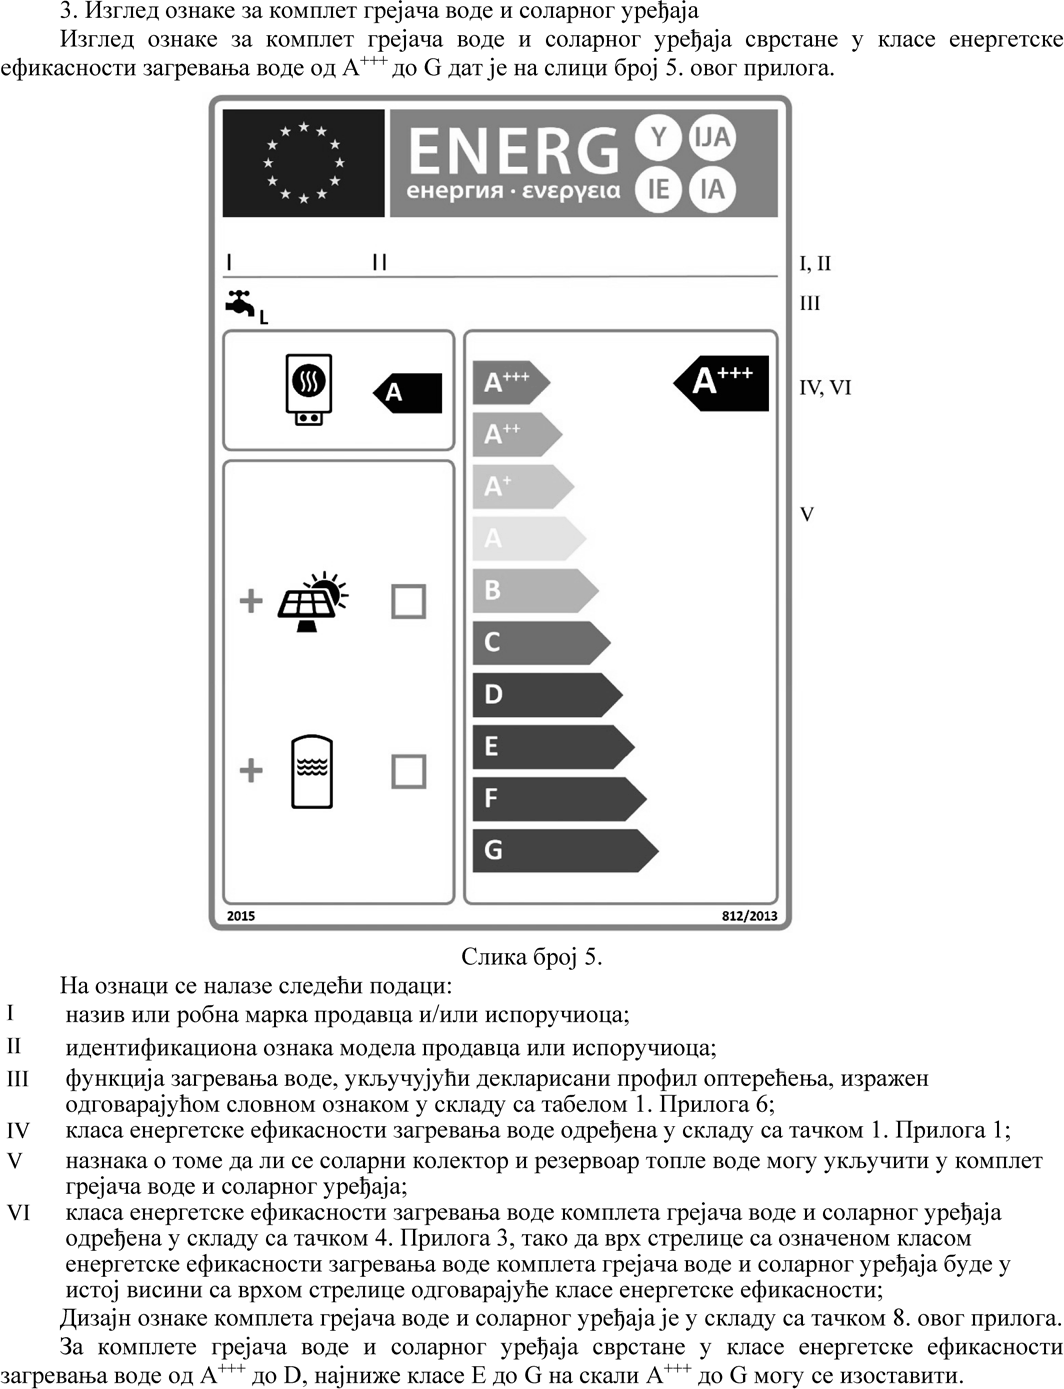 3. Изглед ознаке за комплет грејача воде и соларног уређаја
Изглед ознаке за комплет грејача воде и соларног уређаја сврстане у класе енергетске
ефикасности загревања воде од А+++ до G дат је на слици број 5. овог прилога.
ENERG Y IJA
енергия · ενεργεια IE IA
I II I, II
L III
A A+++ A+++ IV, VI
A++
A+ V
A
B
C
D
E
F
G
2015 812/2013
Слика број 5.
На ознаци се налазе следећи подаци:
I назив или робна марка продавца и/или испоручиоца;
II идентификациона ознака модела продавца или испоручиоца;
III функција загревања воде, укључујући декларисани профил оптерећења, изражен
одговарајућом словном ознаком у складу са табелом 1. Прилога 6;
IV класа енергетске ефикасности загревања воде одређена у складу са тачком 1. Прилога 1;
V назнака о томе да ли се соларни колектор и резервоар топле воде могу укључити у комплет
грејача воде и соларног уређаја;
VI класа енергетске ефикасности загревања воде комплета грејача воде и соларног уређаја
одређена у складу са тачком 4. Прилога 3, тако да врх стрелице са означеном класом
енергетске ефикасности загревања воде комплета грејача воде и соларног уређаја буде у
истој висини са врхом стрелице одговарајуће класе енергетске ефикасности;
Дизајн ознаке комплета грејача воде и соларног уређаја је у складу са тачком 8. овог прилога.
За комплете грејача воде и соларног уређаја сврстане у класе енергетске ефикасности
загревања воде од А+++ до D, најниже класе Е до G на скали А+++ до G могу се изоставити.